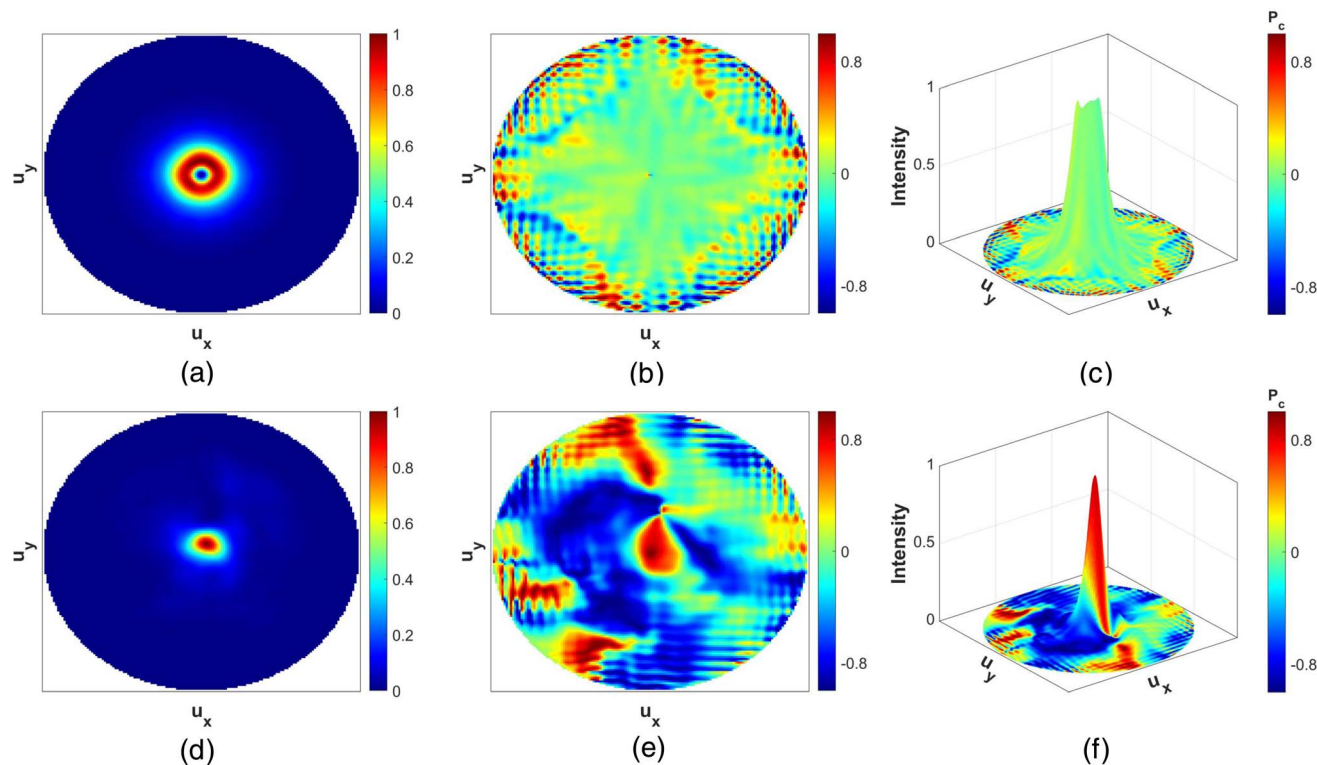 1
0.8
0.6
0.4
0.2
0
u_y
u_x
(a)
0.8
0
-0.8
u_y
u_x
(b)
P_c
0.8
0
-0.8
1
0.5
0
Intensity
u_y
u_x
(c)
1
0.8
0.6
0.4
0.2
0
u_y
u_x
(d)
0.8
0
-0.8
u_y
u_x
(e)
P_c
0.8
0
-0.8
1
0.5
0
Intensity
u_y
u_x
(f)